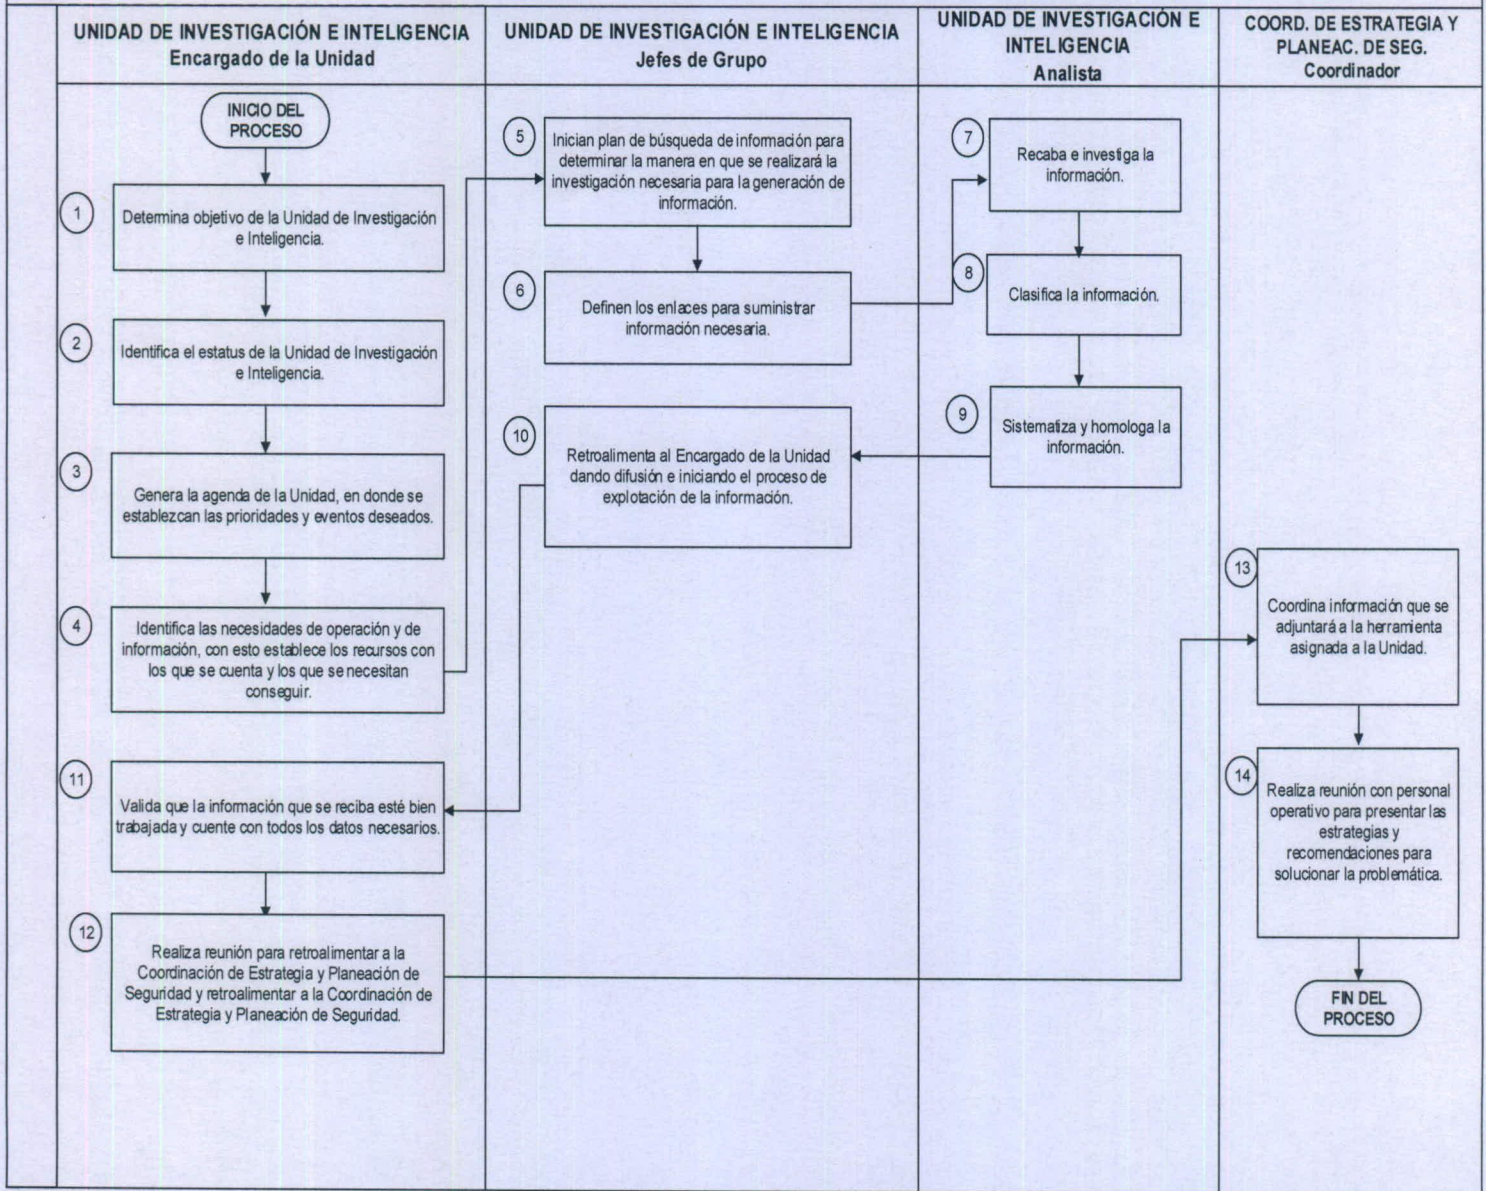 UNIDAD DE INVESTIGACIÓN E INTELIGENCIA
Encargado de la Unidad
UNIDAD DE INVESTIGACIÓN E INTELIGENCIA
Jefes de Grupo
UNIDAD DE INVESTIGACIÓN E
INTELIGENCIA
Analista
COORD. DE ESTRATEGIA Y
PLANEAC. DE SEG.
Coordinador
INICIO DEL
PROCESO
1
Determina objetivo de la Unidad de Investigación
e Inteligencia.
2
Identifica el estatus de la Unidad de Investigación
e Inteligencia.
3
Genera la agenda de la Unidad, en donde se
establezcan las prioridades y eventos deseados.
4
Identifica las necesidades de operación y de
información, con esto establece los recursos con
los que se cuenta y los que se necesitan
conseguir.
5
Inician plan de búsqueda de información para
determinar la manera en que se realizará la
investigación necesaria para la generación de
información.
6
Definen los enlaces para suministrar
información necesaria.
7
Recaba e investiga la
información.
8
Clasifica la información.
9
Sistematiza y homologa la
información.
10
Retroalimenta al Encargado de la Unidad
dando difusión e iniciando el proceso de
explotación de la información.
11
Valida que la información que se reciba esté bien
trabajada y cuente con todos los datos necesarios.
12
Realiza reunión para retroalimentar a la
Coordinación de Estrategia y Planeación de
Seguridad y retroalimentar a la Coordinación de
Estrategia y Planeación de Seguridad.
13
Coordina información que se
adjuntará a la herramienta
asignada a la Unidad.
14
Realiza reunión con personal
operativo para presentar las
estrategias y
recomendaciones para
solucionar la problemática.
FIN DEL
PROCESO